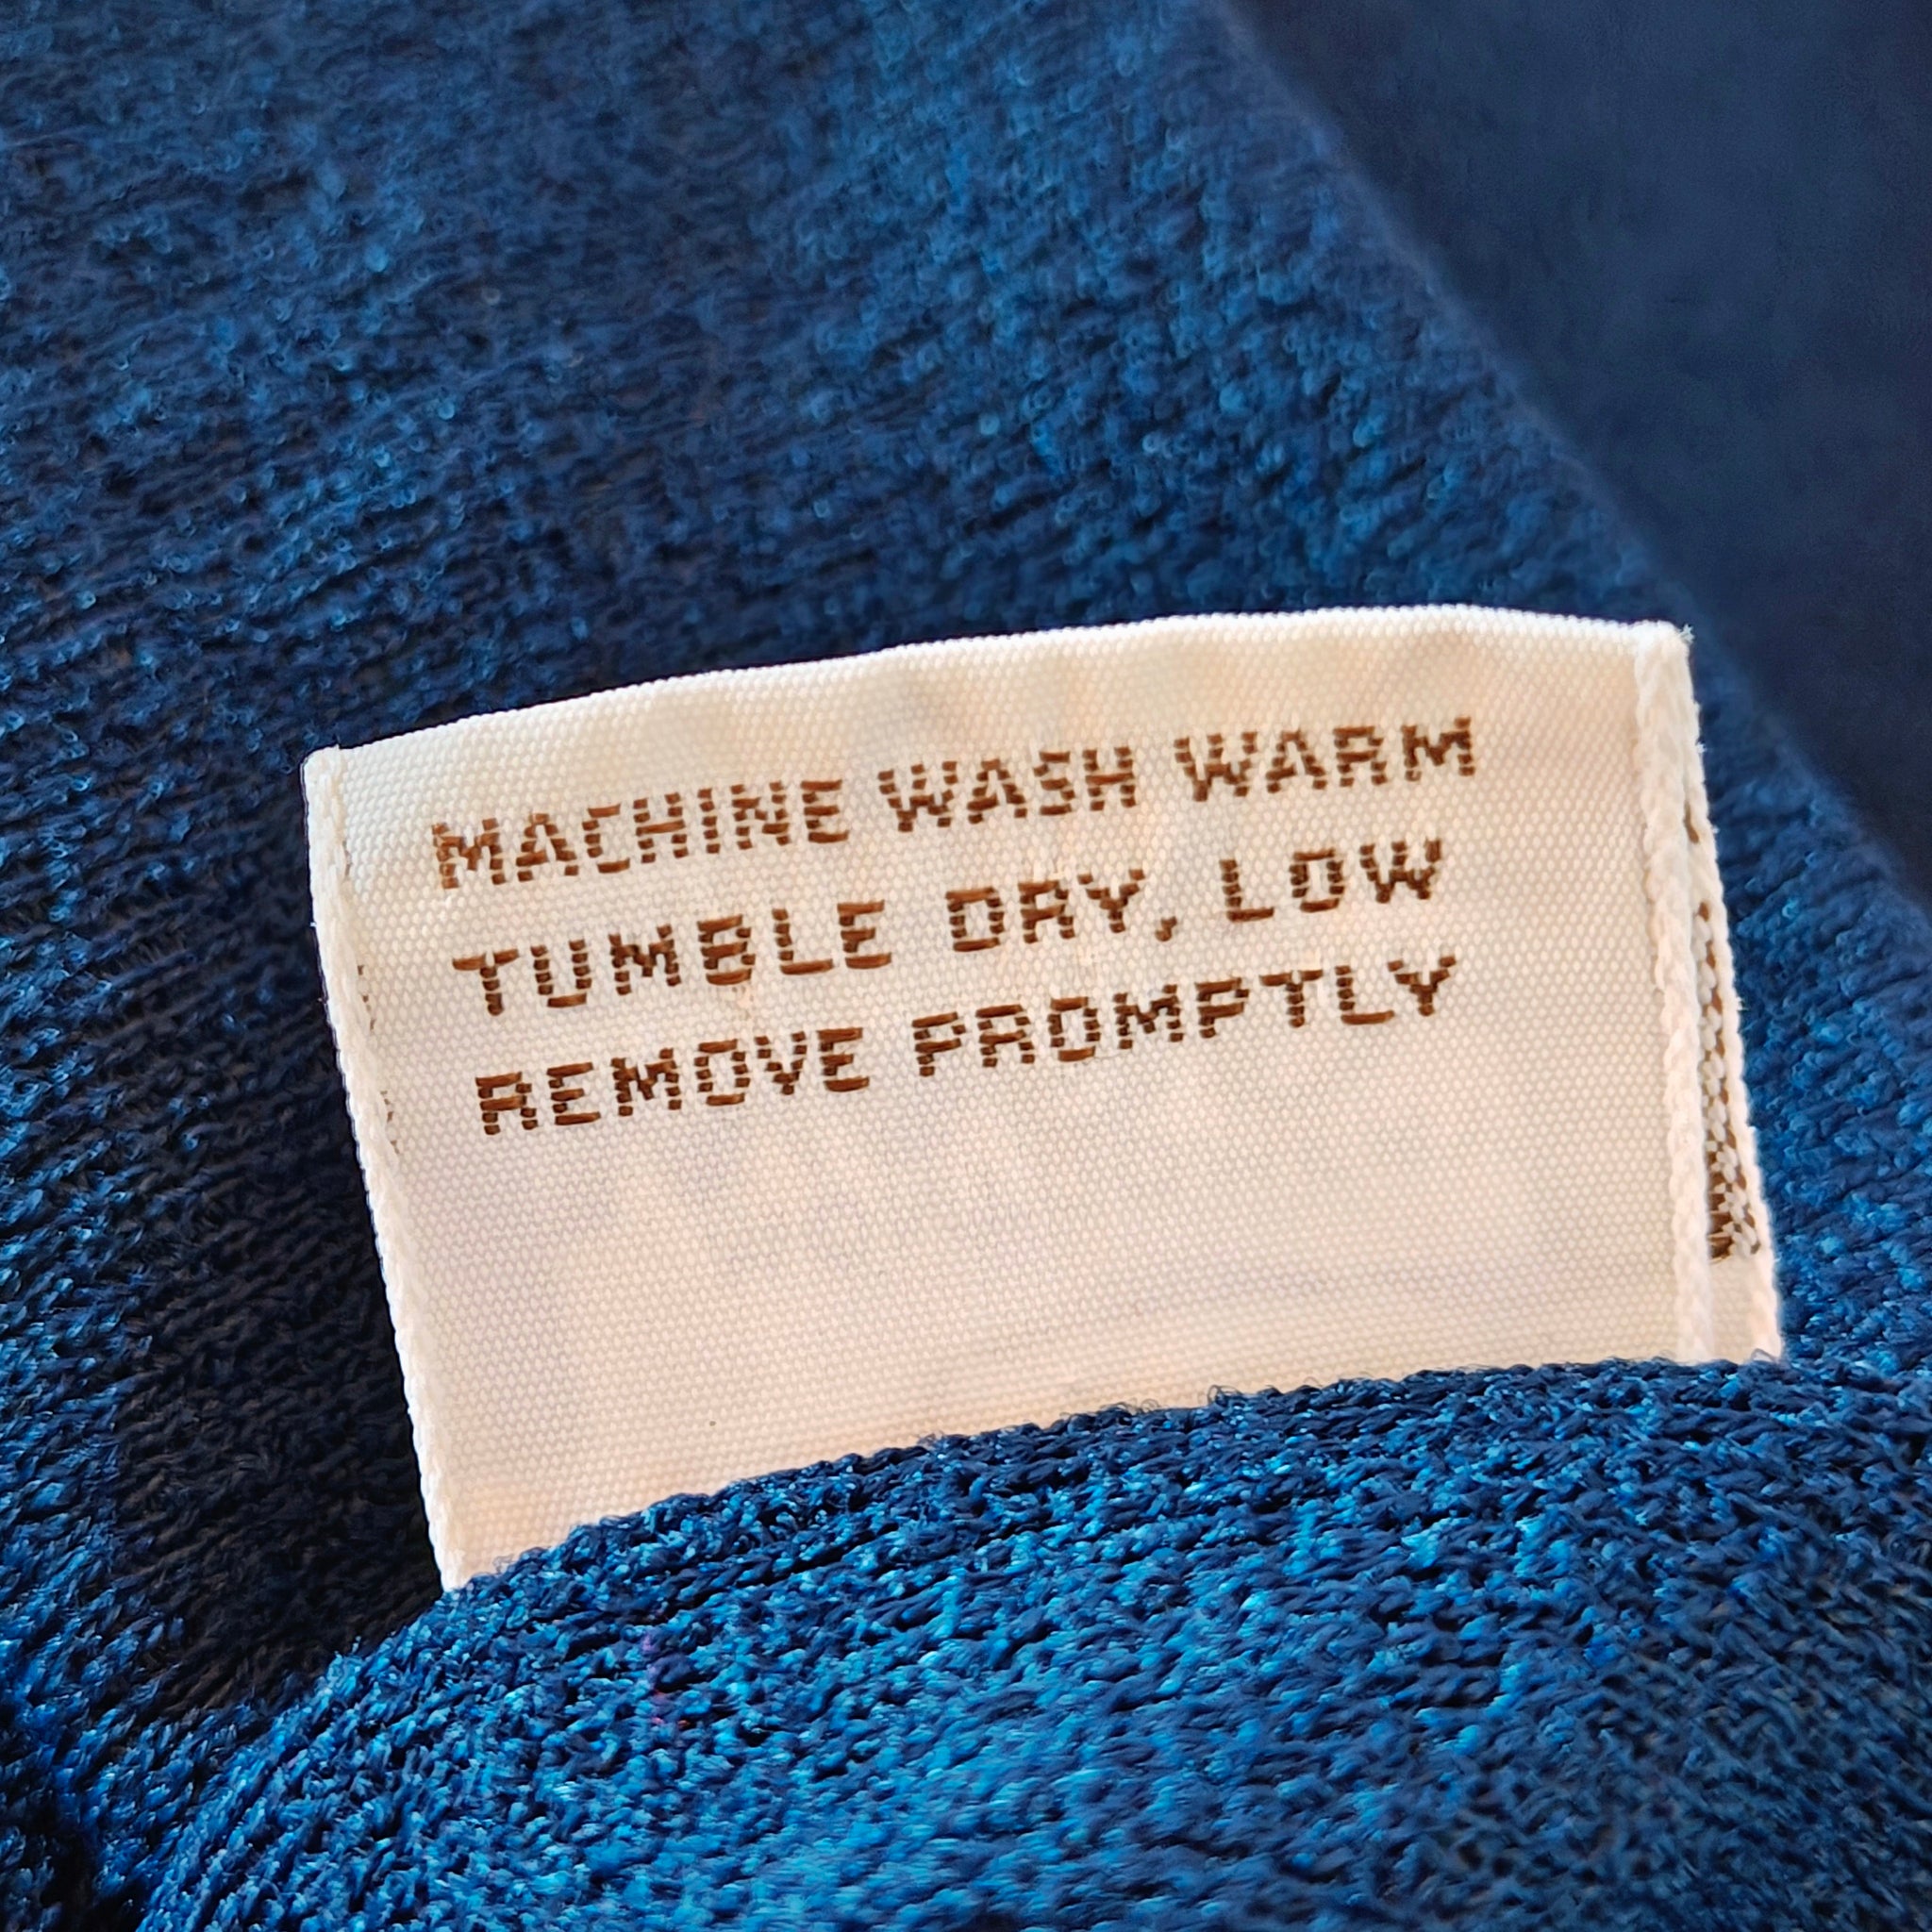 MACHINE WASH WARM
TUMBLE DRY, LOW
REMOVE PROMPTLY